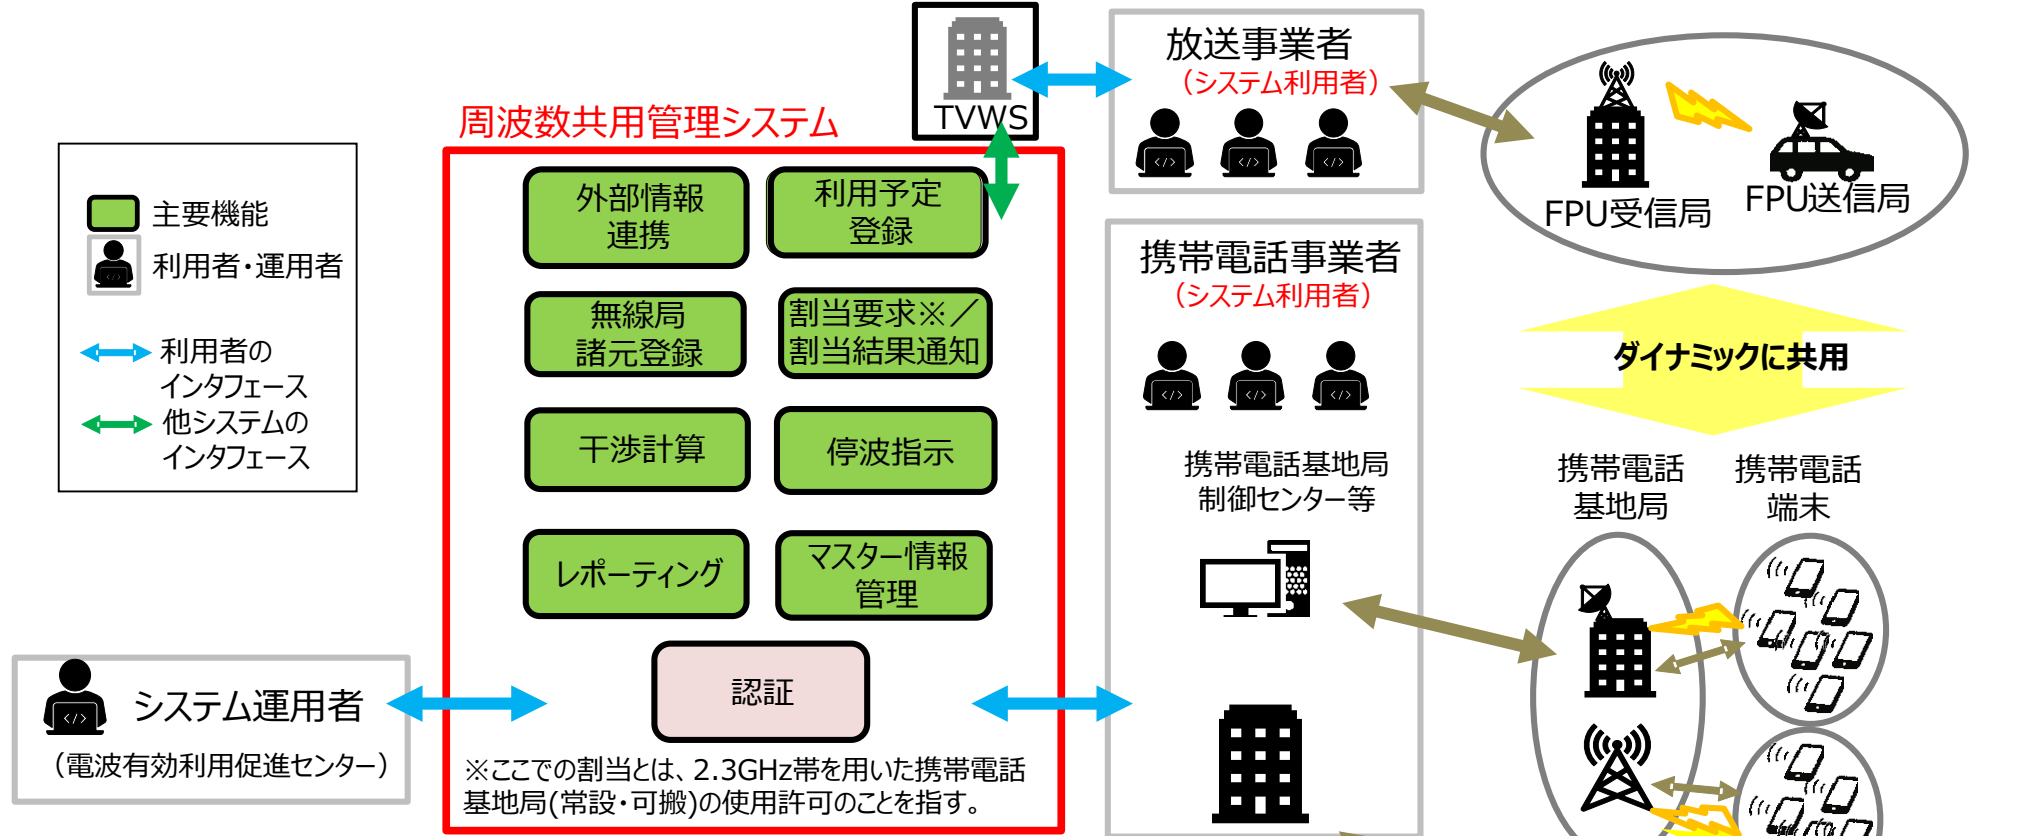 TVWS
放送事業者
（システム利用者）
周波数共用管理システム
主要機能
利用者・運用者
利用者の
インタフェース
他システムの
インタフェース
外部情報
連携
利用予定
登録
無線局
諸元登録
割当要求※／
割当結果通知
干渉計算
停波指示
レポーティング
マスター情報
管理
認証
※ここでの割当とは、2.3GHz帯を用いた携帯電話
基地局(常設・可搬)の使用許可のことを指す。
システム運用者
（電波有効利用促進センター）
携帯電話事業者
（システム利用者）
携帯電話基地局
制御センター等
FPU受信局
FPU送信局
ダイナミックに共用
携帯電話
基地局
携帯電話
端末